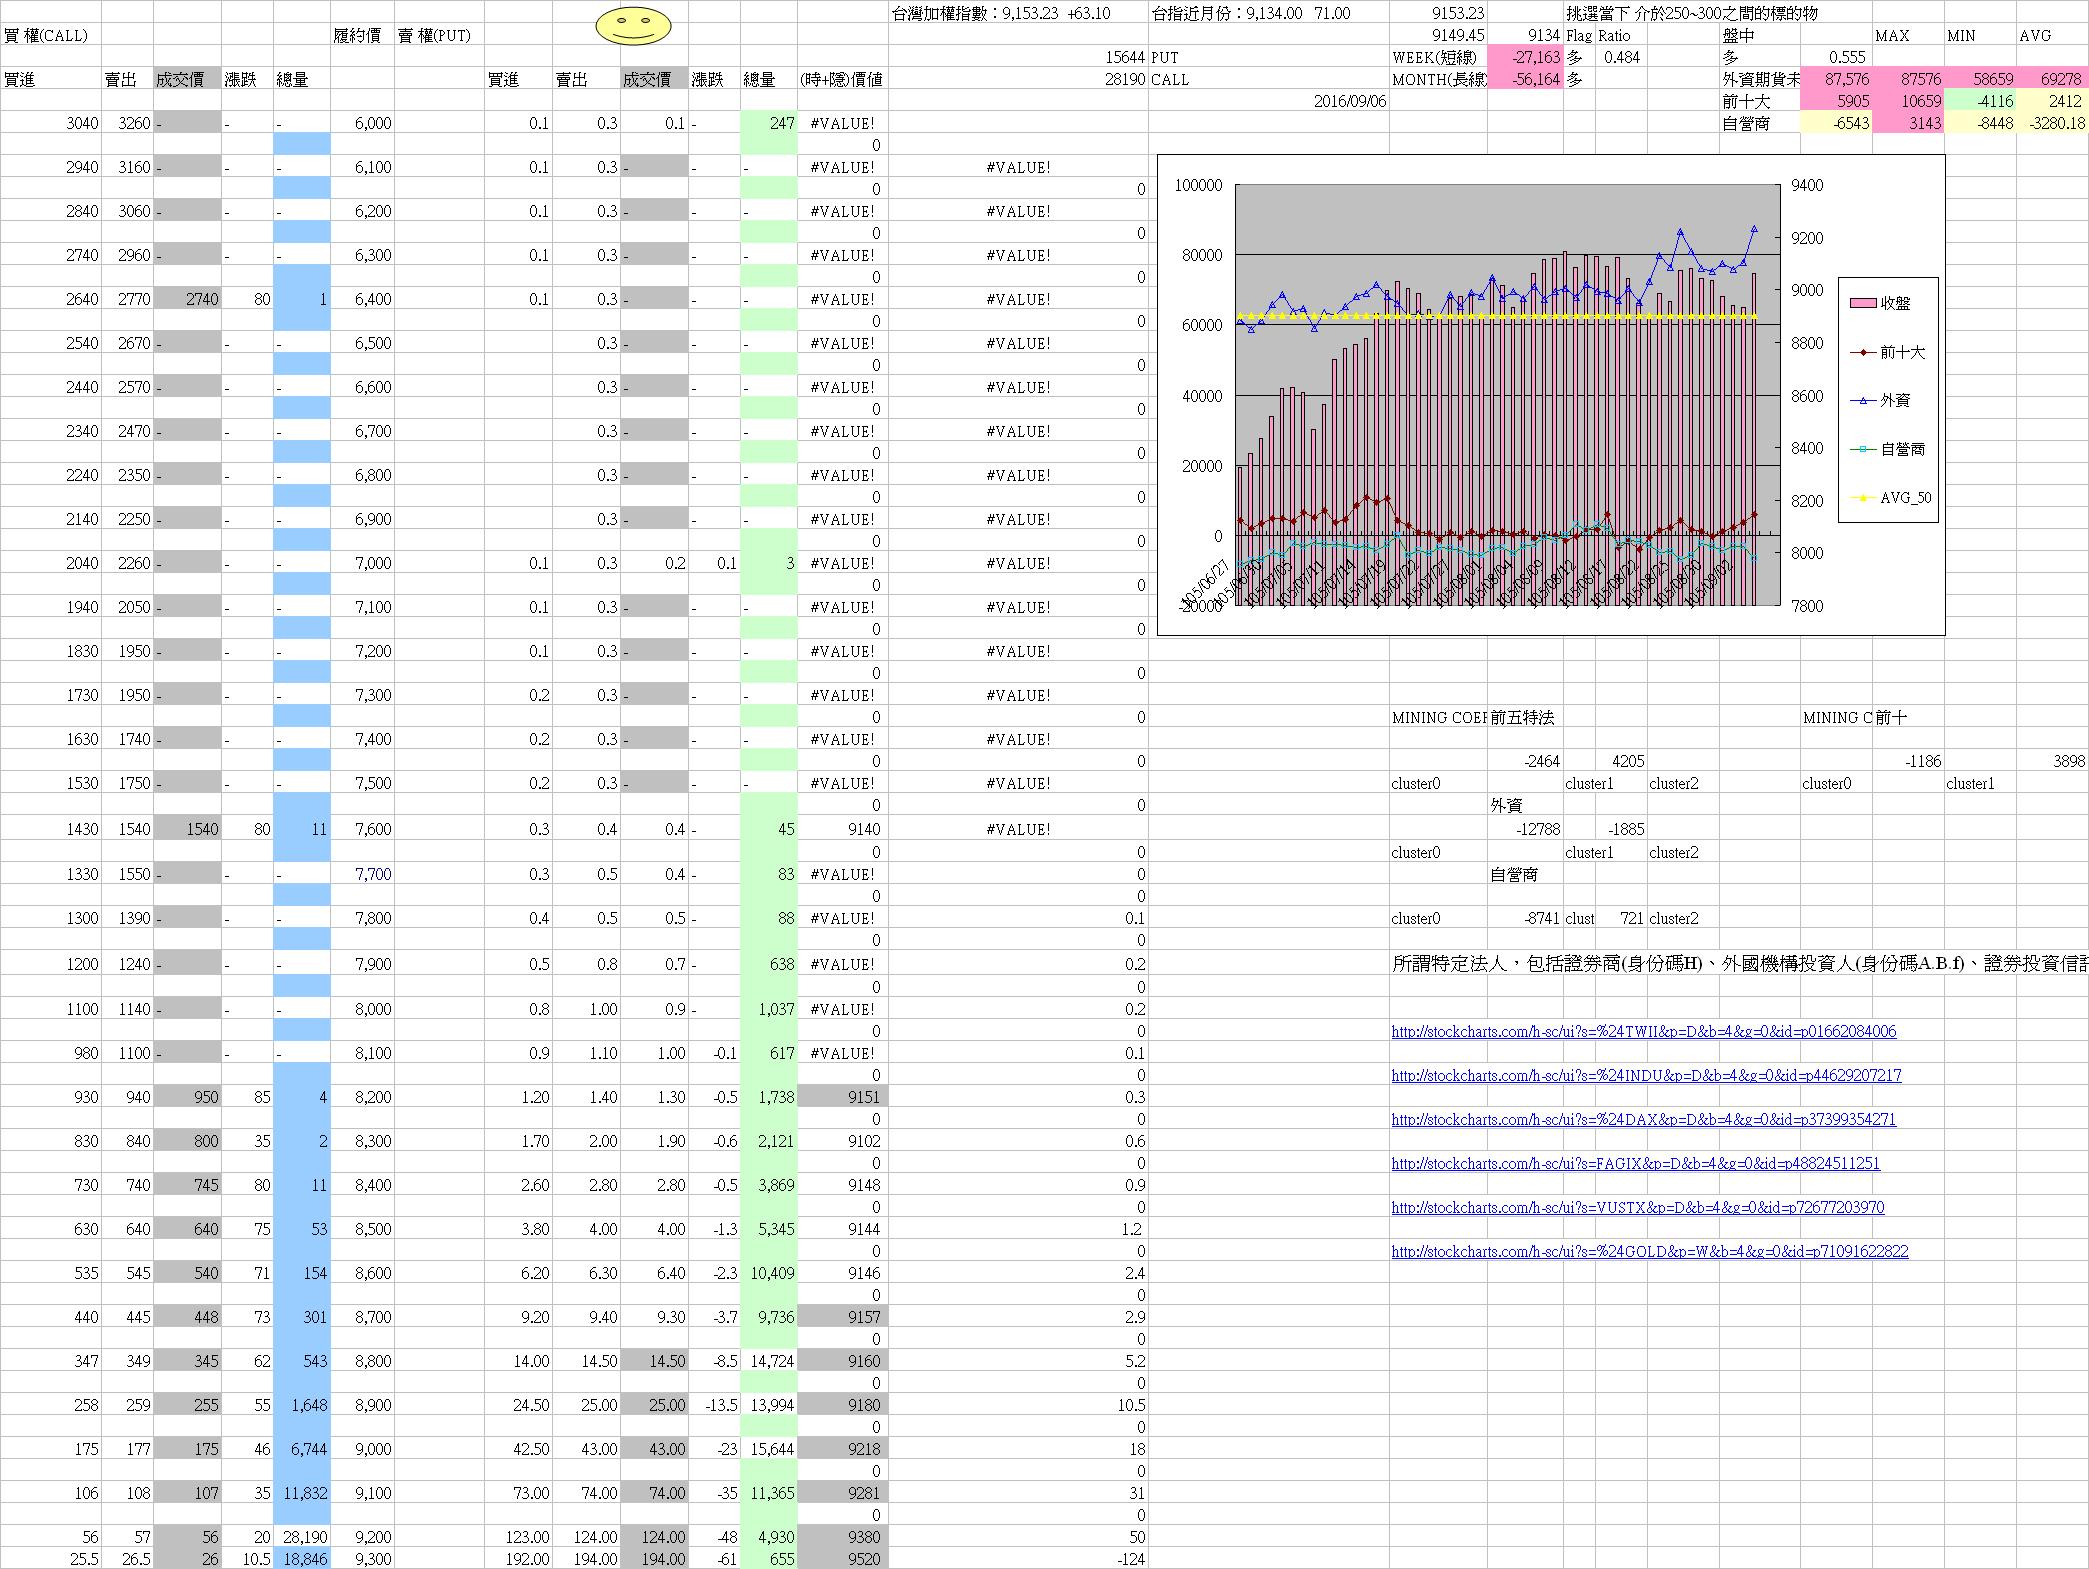 台灣加權指數：9,153.23 +63.10 台指近月份：9,134.00 71.00 9153.23 挑選當下 介於250~300之間的標的物
買 權(CALL) 履約價 賣 權(PUT) 9149.45 9134 Flag Ratio 盤中 MAX MIN AVG
15644 PUT WEEK(短線) -27,163 多 0.484 多 0.555
買進 賣出 成交價 漲跌 總量 買進 賣出 成交價 漲跌 總量 (時+隱)價值 28190 CALL MONTH(長線) -56,164 多 外資期貨未 87,576 87576 58659 69278
2016/09/06 前十大 5905 10659 -4116 2412
3040 3260 - - - 6,000 0.1 0.3 0.1 - 247 #VALUE! 自營商 -6543 3143 -8448 -3280.18
0
2940 3160 - - - 6,100 0.1 0.3 - - - #VALUE! #VALUE!
0 0
2840 3060 - - - 6,200 0.1 0.3 - - - #VALUE! #VALUE!
0 0
2740 2960 - - - 6,300 0.1 0.3 - - - #VALUE! #VALUE!
0 0
2640 2770 2740 80 1 6,400 0.1 0.3 - - - #VALUE! #VALUE!
0 0
2540 2670 - - - 6,500 0.3 - - - #VALUE! #VALUE!
0 0
2440 2570 - - - 6,600 0.3 - - - #VALUE! #VALUE!
0 0
2340 2470 - - - 6,700 0.3 - - - #VALUE! #VALUE!
0 0
2240 2350 - - - 6,800 0.3 - - - #VALUE! #VALUE!
0 0
2140 2250 - - - 6,900 0.3 - - - #VALUE! #VALUE!
0 0
2040 2260 - - - 7,000 0.1 0.3 0.2 0.1 3 #VALUE! #VALUE!
0 0
1940 2050 - - - 7,100 0.1 0.3 - - - #VALUE! #VALUE!
0 0
1830 1950 - - - 7,200 0.1 0.3 - - - #VALUE! #VALUE!
0 0
1730 1950 - - - 7,300 0.2 0.3 - - - #VALUE! #VALUE!
0 0
1630 1740 - - - 7,400 0.2 0.3 - - - #VALUE! #VALUE!
0 0
1530 1750 - - - 7,500 0.2 0.3 - - - #VALUE! #VALUE!
0 0
1430 1540 1540 80 11 7,600 0.3 0.4 0.4 - 45 9140 #VALUE!
0 0
1330 1550 - - - 7,700 0.3 0.5 0.4 - 83 #VALUE! 0
0 0
1300 1390 - - - 7,800 0.4 0.5 0.5 - 88 #VALUE! 0.1
0 0
1200 1240 - - - 7,900 0.5 0.8 0.7 - 638 #VALUE! 0.2
0 0
1100 1140 - - - 8,000 0.8 1.00 0.9 - 1,037 #VALUE! 0.2
0 0
980 1100 - - - 8,100 0.9 1.10 1.00 -0.1 617 #VALUE! 0.1
0 0
930 940 950 85 4 8,200 1.20 1.40 1.30 -0.5 1,738 9151 0.3
0 0
830 840 800 35 2 8,300 1.70 2.00 1.90 -0.6 2,121 9102 0.6
0 0
730 740 745 80 11 8,400 2.60 2.80 2.80 -0.5 3,869 9148 0.9
0 0
630 640 640 75 53 8,500 3.80 4.00 4.00 -1.3 5,345 9144 1.2
0 0
535 545 540 71 154 8,600 6.20 6.30 6.40 -2.3 10,409 9146 2.4
0 0
440 445 448 73 301 8,700 9.20 9.40 9.30 -3.7 9,736 9157 2.9
0 0
347 349 345 62 543 8,800 14.00 14.50 14.50 -8.5 14,724 9160 5.2
0 0
258 259 255 55 1,648 8,900 24.50 25.00 25.00 -13.5 13,994 9180 10.5
0 0
175 177 175 46 6,744 9,000 42.50 43.00 43.00 -23 15,644 9218 18
0 0
106 108 107 35 11,832 9,100 73.00 74.00 74.00 -35 11,365 9281 31
0 0
56 57 56 20 28,190 9,200 123.00 124.00 124.00 -48 4,930 9380 50
25.5 26.5 26 10.5 18,846 9,300 192.00 194.00 194.00 -61 655 9520 -124
100000 9400
80000 9200
60000 9000
40000 8800
20000 8600
0 8400
-20000 8200
8000
7800
105/06/27 105/06/30 105/07/05 105/07/11 105/07/14 105/07/19 105/07/22 105/07/27 105/08/01 105/08/04 105/08/09 105/08/12 105/08/17 105/08/22 105/08/25 105/08/30 105/09/02
收盤
前十大
外資
自營商
AVG_50
MINING COEF 前五特法 MINING C 前十
-2464 4205 -1186 3898
cluster0 cluster1 cluster2 cluster0 cluster1
外資
-12788 -1885
cluster0 cluster1 cluster2
自營商
cluster0 -8741 clust 721 cluster2
所謂特定法人，包括證券商(身份碼H)、外國機構投資人(身份碼A.B.f)、證券投資信託
http://stockcharts.com/h-sc/ui?s=%24TWII&p=D&b=4&g=0&id=p01662084006
http://stockcharts.com/h-sc/ui?s=%24INDU&p=D&b=4&g=0&id=p44629207217
http://stockcharts.com/h-sc/ui?s=%24DAX&p=D&b=4&g=0&id=p37399354271
http://stockcharts.com/h-sc/ui?s=FAGIX&p=D&b=4&g=0&id=p48824511251
http://stockcharts.com/h-sc/ui?s=VUSTX&p=D&b=4&g=0&id=p72677203970
http://stockcharts.com/h-sc/ui?s=%24GOLD&p=W&b=4&g=0&id=p71091622822